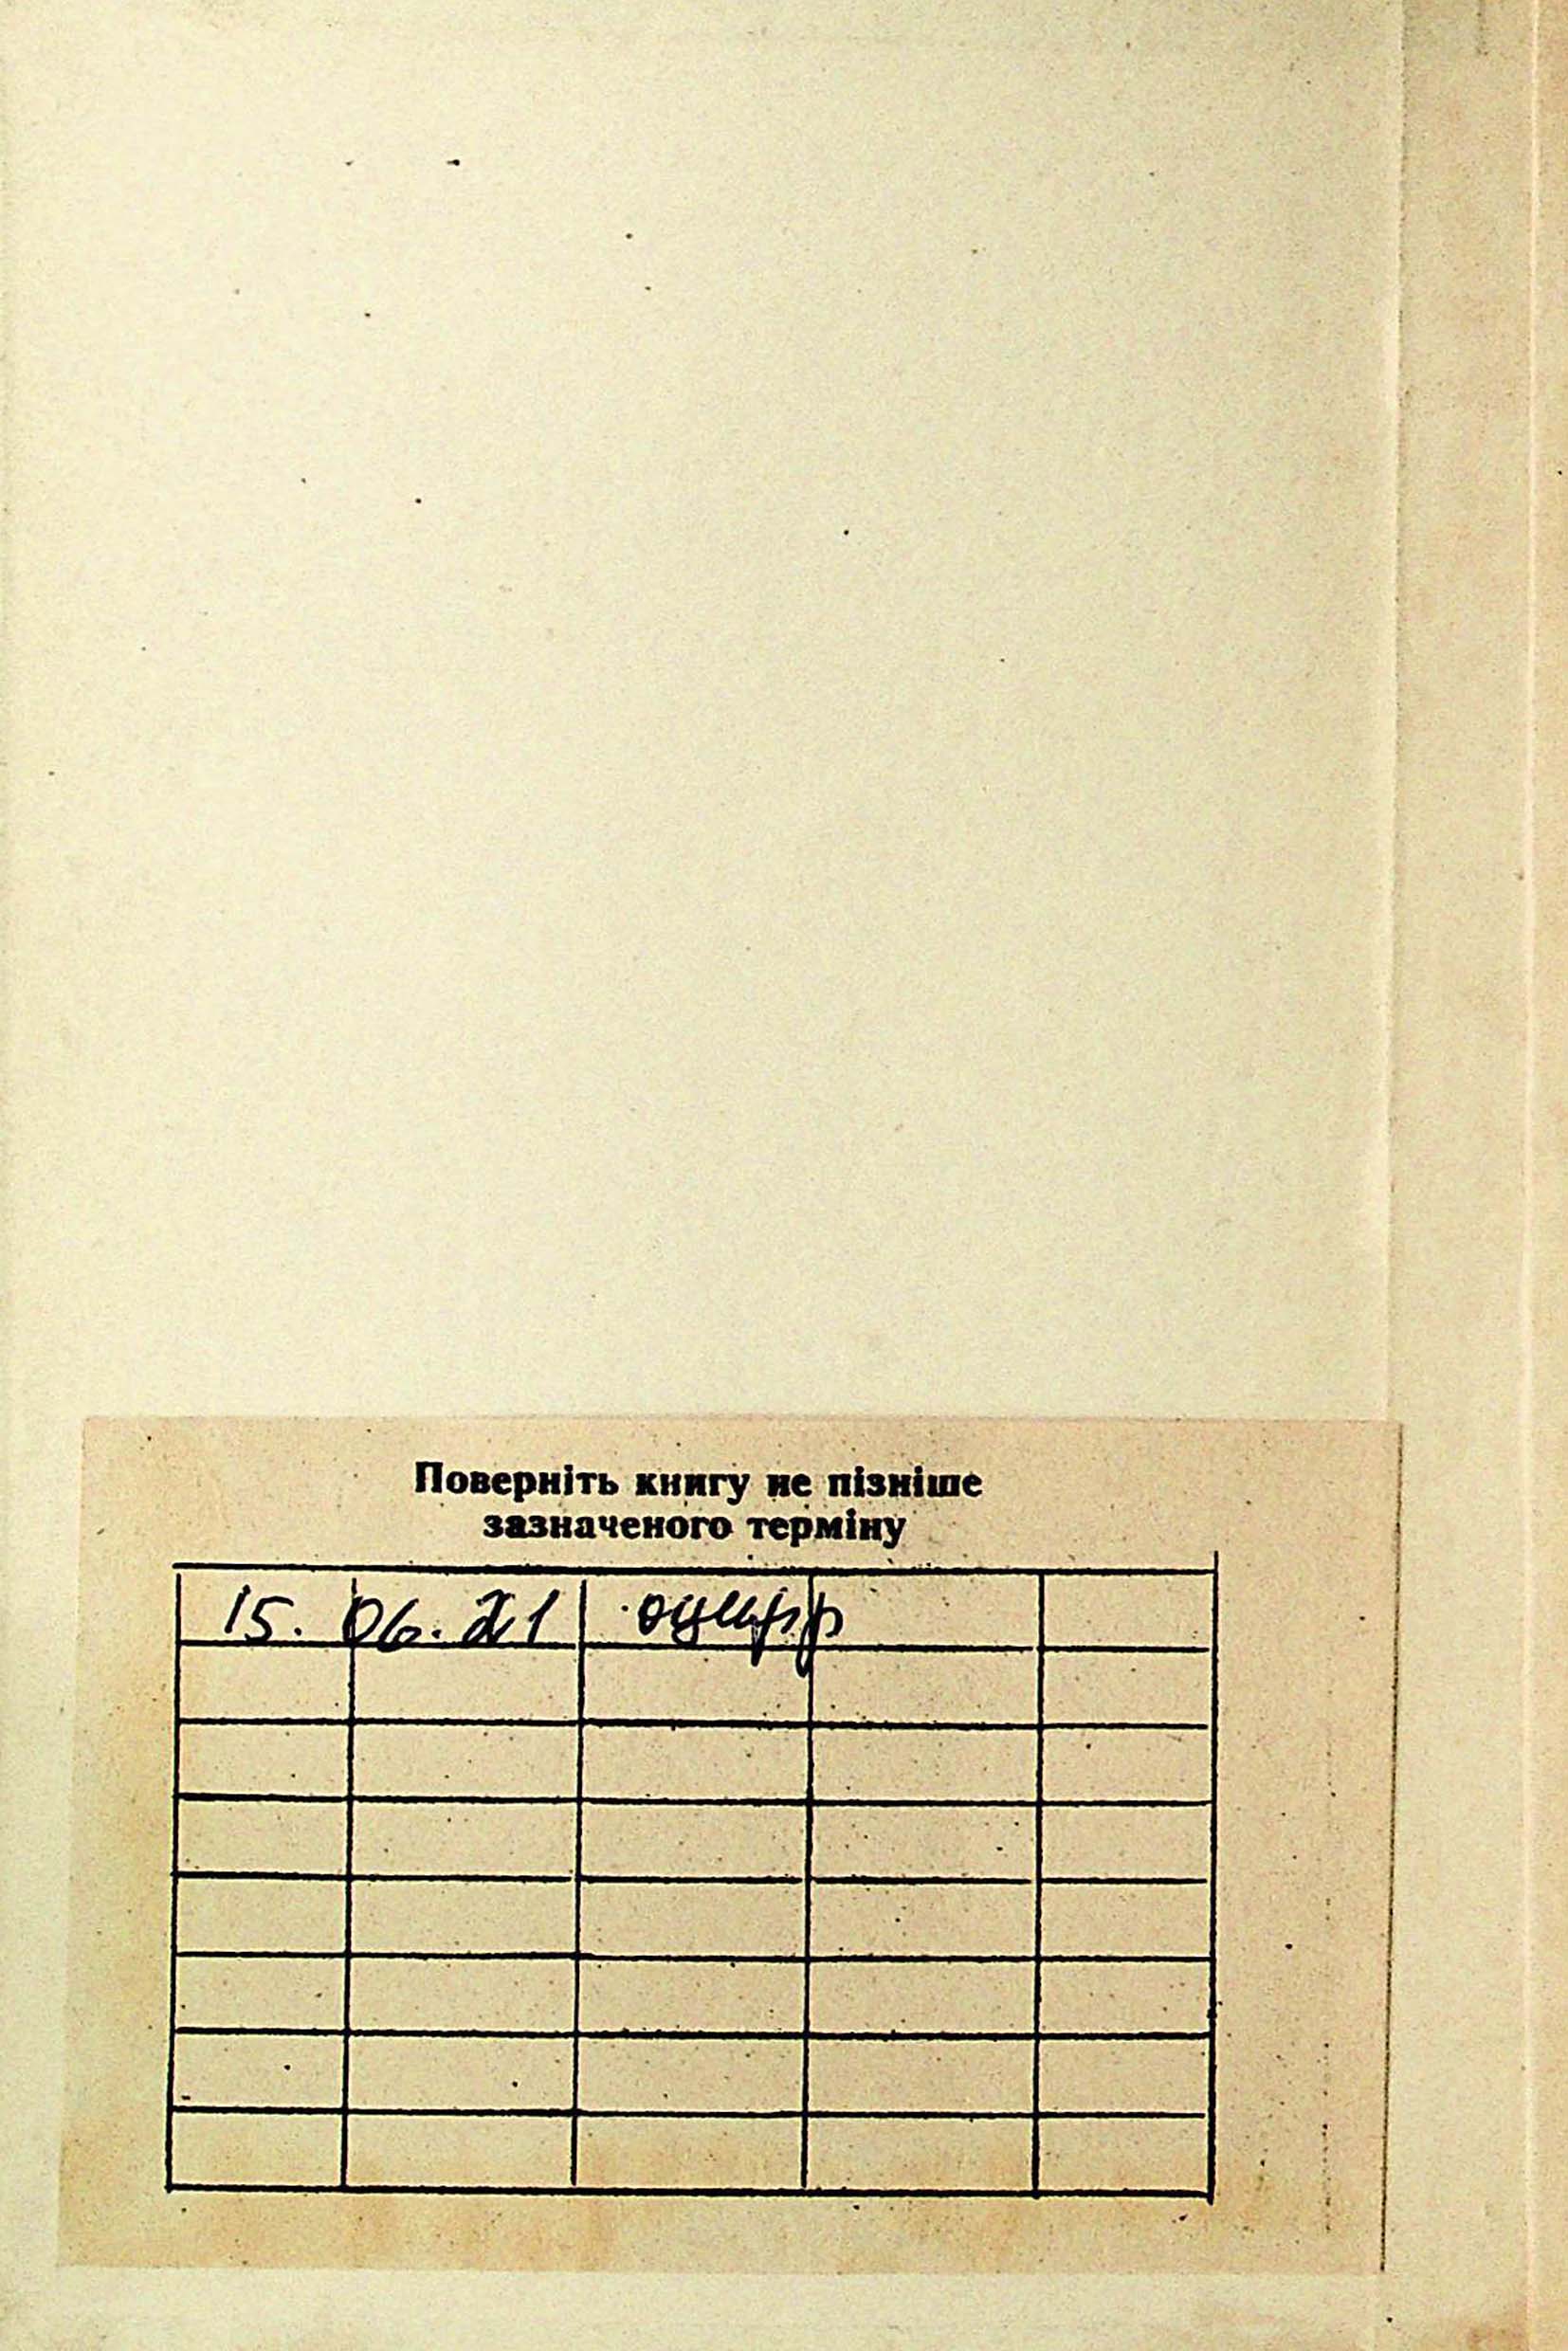 Поверніть книгу не пізніше
зазначеного терміну
15. 06. 21 оцифр